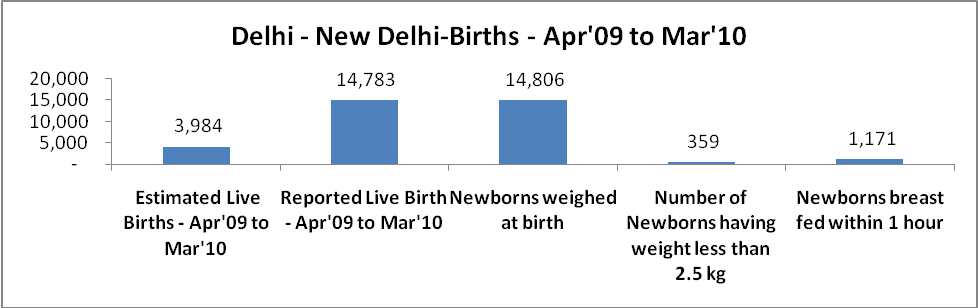 Delhi - New Delhi-Births - Apr'09 to Mar'10
20,000
15,000
10,000
5,000
-
3,984
14,783
14,806
359
1,171
Estimated Live
Births - Apr'09 to
Mar'10
Reported Live Birth
- Apr'09 to Mar'10
Newborns weighed
at birth
Number of
Newborns having
weight less than
2.5 kg
Newborns breast
fed within 1 hour